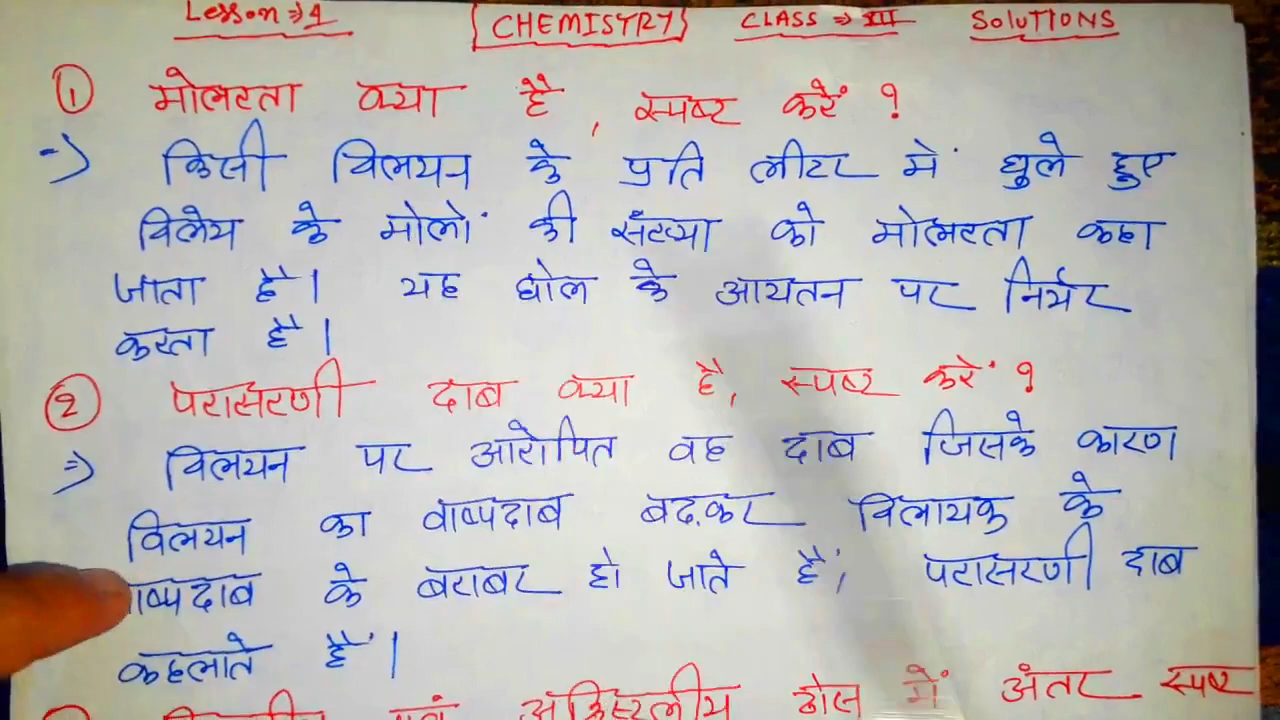 Lesson ⇒ 1 CHEMISTRY CLASS ⇒ XII SOLUTIONS
① मोलरता क्या है , स्पष्ट करें ?
⇒ किसी विलयन के प्रति लीटर में घुले हुए
विलेय के मोलों की संख्या को मोलरता कहा
जाता है। यह घोल के आयतन पर निर्भर
करता है।
② परासरणी दाब क्या है, स्पष्ट करें ?
⇒ विलयन पर आरोपित वह दाब जिसके कारण
विलयन का वाष्पदाब बढ़कर विलायक के
वाष्पदाब के बराबर हो जाते है, परासरणी दाब
कहलाते हैं।
एवं अक्रिस्टलीय ठोस में अंतर स्पष्ट